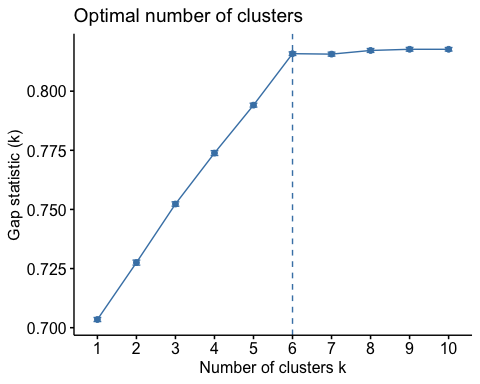 Optimal number of clusters
Gap statistic (k)
0.800
0.775
0.750
0.725
0.700
1 2 3 4 5 6 7 8 9 10
Number of clusters k